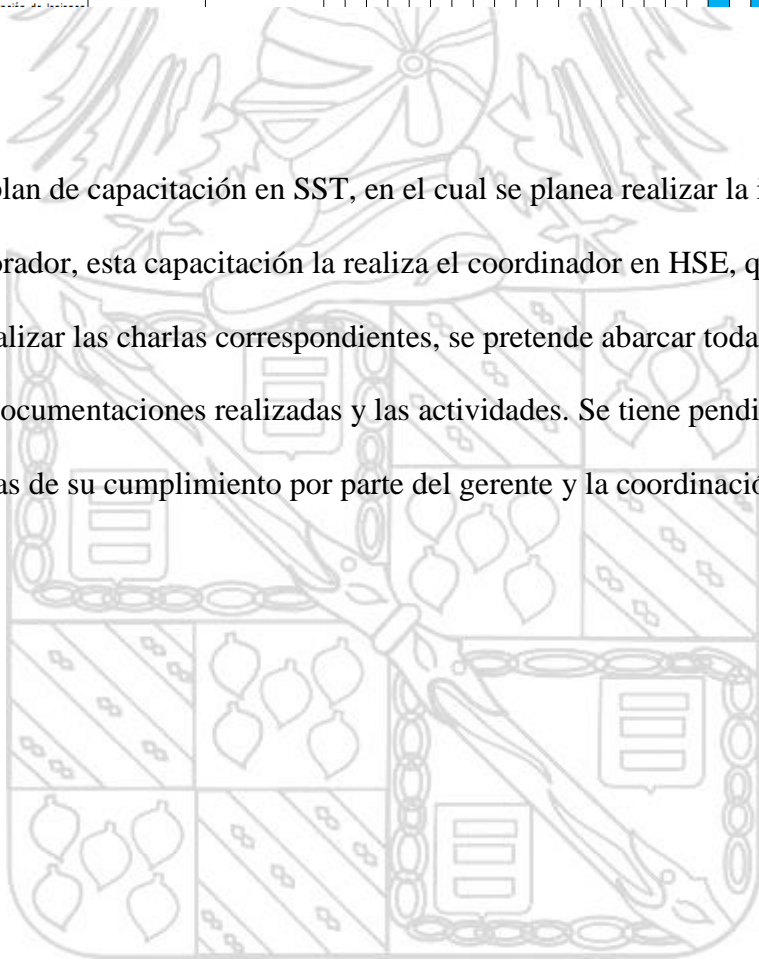 plan de capacitación en SST, en el cual se planea realizar la
orador, esta capacitación la realiza el coordinador en HSE, q
alizar las charlas correspondientes, se pretende abarcar toda
ocumentaciones realizadas y las actividades. Se tiene pendi
as de su cumplimiento por parte del gerente y la coordinació